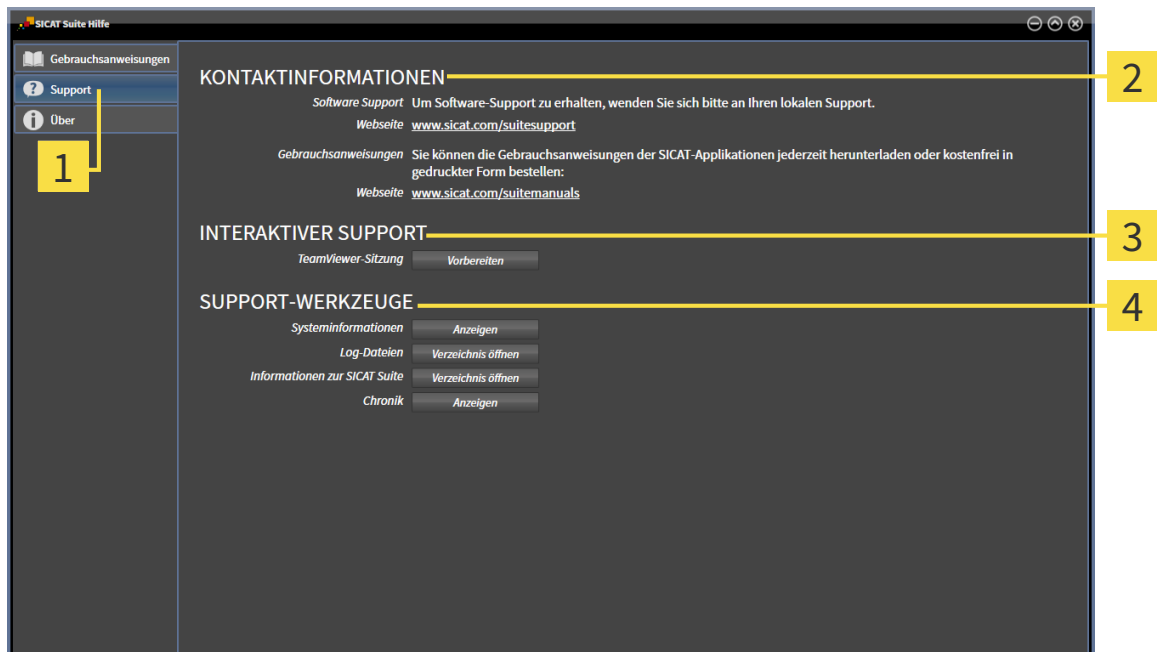 SICAT Suite Hilfe
Gebrauchsanweisungen
Support
Über
1
KONTAKTINFORMATIONEN
2
Software Support Um Software-Support zu erhalten, wenden Sie sich bitte an Ihren lokalen Support.
Webseite www.sicat.com/suitesupport
Gebrauchsanweisungen Sie können die Gebrauchsanweisungen der SICAT-Applikationen jederzeit herunterladen oder kostenfrei in
gedruckter Form bestellen:
Webseite www.sicat.com/suitemanuals
INTERAKTIVER SUPPORT
3
TeamViewer-Sitzung Vorbereiten
SUPPORT-WERKZEUGE
4
Systeminformationen Anzeigen
Log-Dateien Verzeichnis öffnen
Informationen zur SICAT Suite Verzeichnis öffnen
Chronik Anzeigen